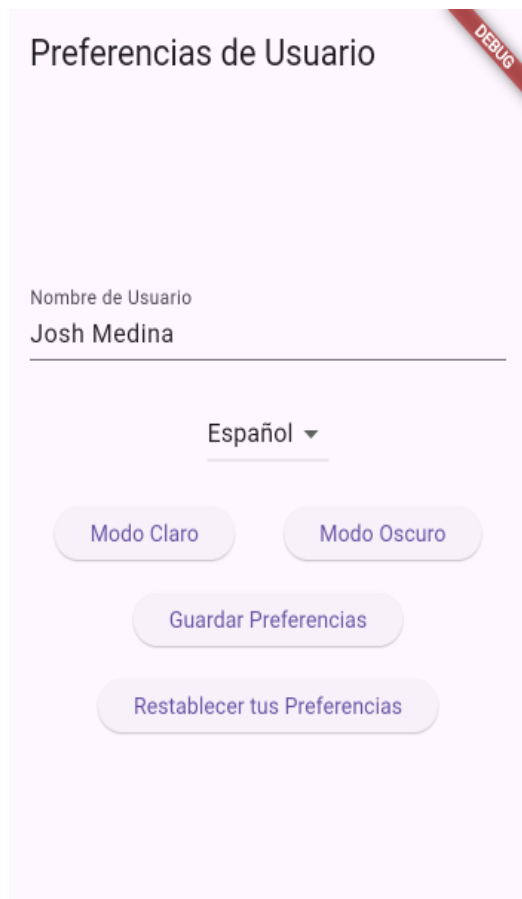 Preferencias de Usuario
DEBUG
Nombre de Usuario
Josh Medina
Español
Modo Claro
Modo Oscuro
Guardar Preferencias
Restablecer tus Preferencias